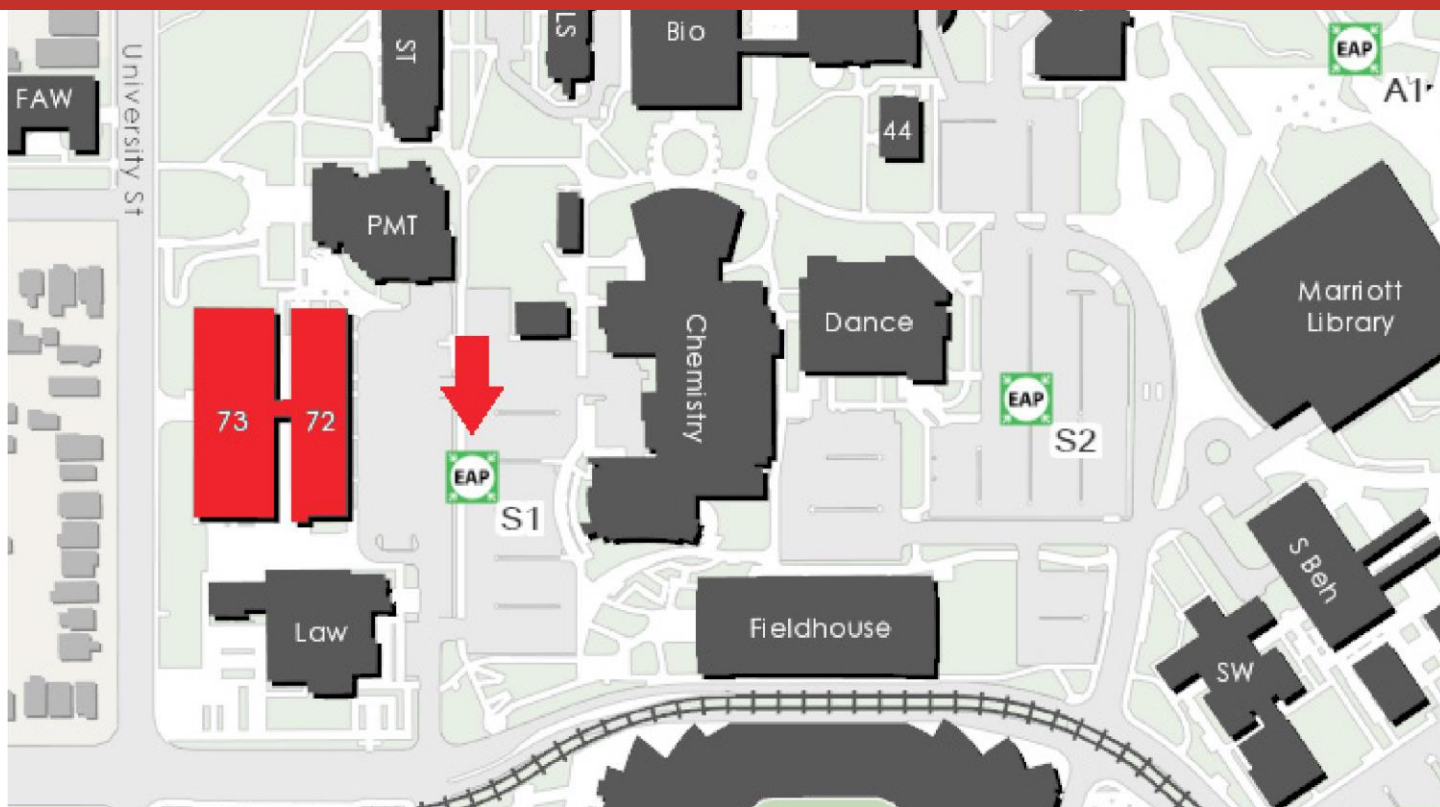 LS
Bio
ST
EAP
A1
FAW
University St
44
PMT
Marriott
Library
Chemistry
Dance
73
72
EAP
S2
EAP
S1
S Beh
Law
Fieldhouse
SW